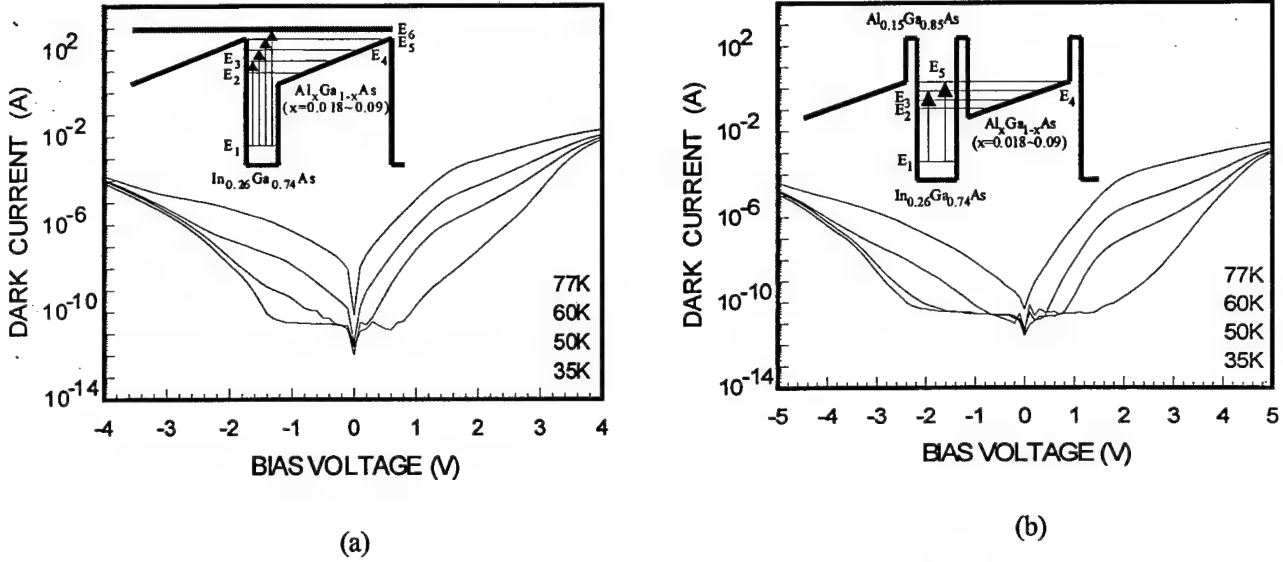 DARK CURRENT (A)
10²
10⁻²
10⁻⁶
10⁻¹⁰
10⁻¹⁴
E₆
E₅
E₃
E₄
E₂
AlₓGa₁₋ₓAs
(x=0.018~0.09)
E₁
In₀.₂₆Ga₀.₇₄As
77K
60K
50K
35K
-4 -3 -2 -1 0 1 2 3 4
BIAS VOLTAGE (V)
(a)
DARK CURRENT (A)
10²
10⁻²
10⁻⁶
10⁻¹⁰
10⁻¹⁴
Al₀.₁₅Ga₀.₈₅As
E₅
E₃
E₂
E₄
AlₓGa₁₋ₓAs
(x=0.018~0.09)
E₁
In₀.₂₆Ga₀.₇₄As
77K
60K
50K
35K
-5 -4 -3 -2 -1 0 1 2 3 4 5
BIAS VOLTAGE (V)
(b)